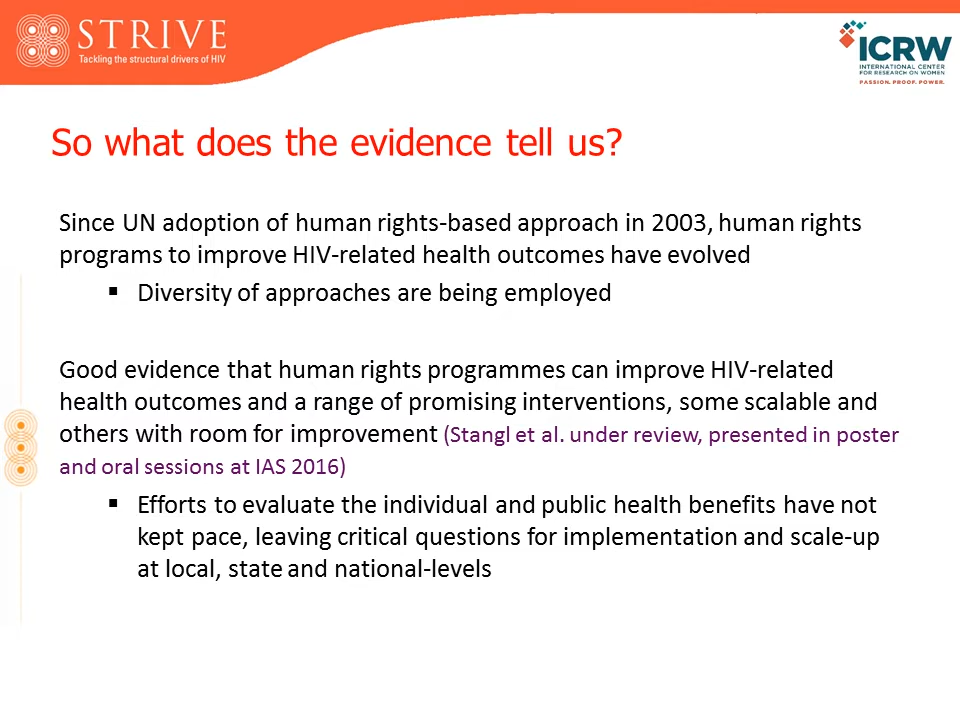 STRIVE
Tackling the structural drivers of HIV
ICRW
INTERNATIONAL CENTER
FOR RESEARCH ON WOMEN
PASSION. PROOF. POWER.
So what does the evidence tell us?
Since UN adoption of human rights-based approach in 2003, human rights
programs to improve HIV-related health outcomes have evolved
▪ Diversity of approaches are being employed
Good evidence that human rights programmes can improve HIV-related
health outcomes and a range of promising interventions, some scalable and
others with room for improvement (Stangl et al. under review, presented in poster
and oral sessions at IAS 2016)
▪ Efforts to evaluate the individual and public health benefits have not
kept pace, leaving critical questions for implementation and scale-up
at local, state and national-levels